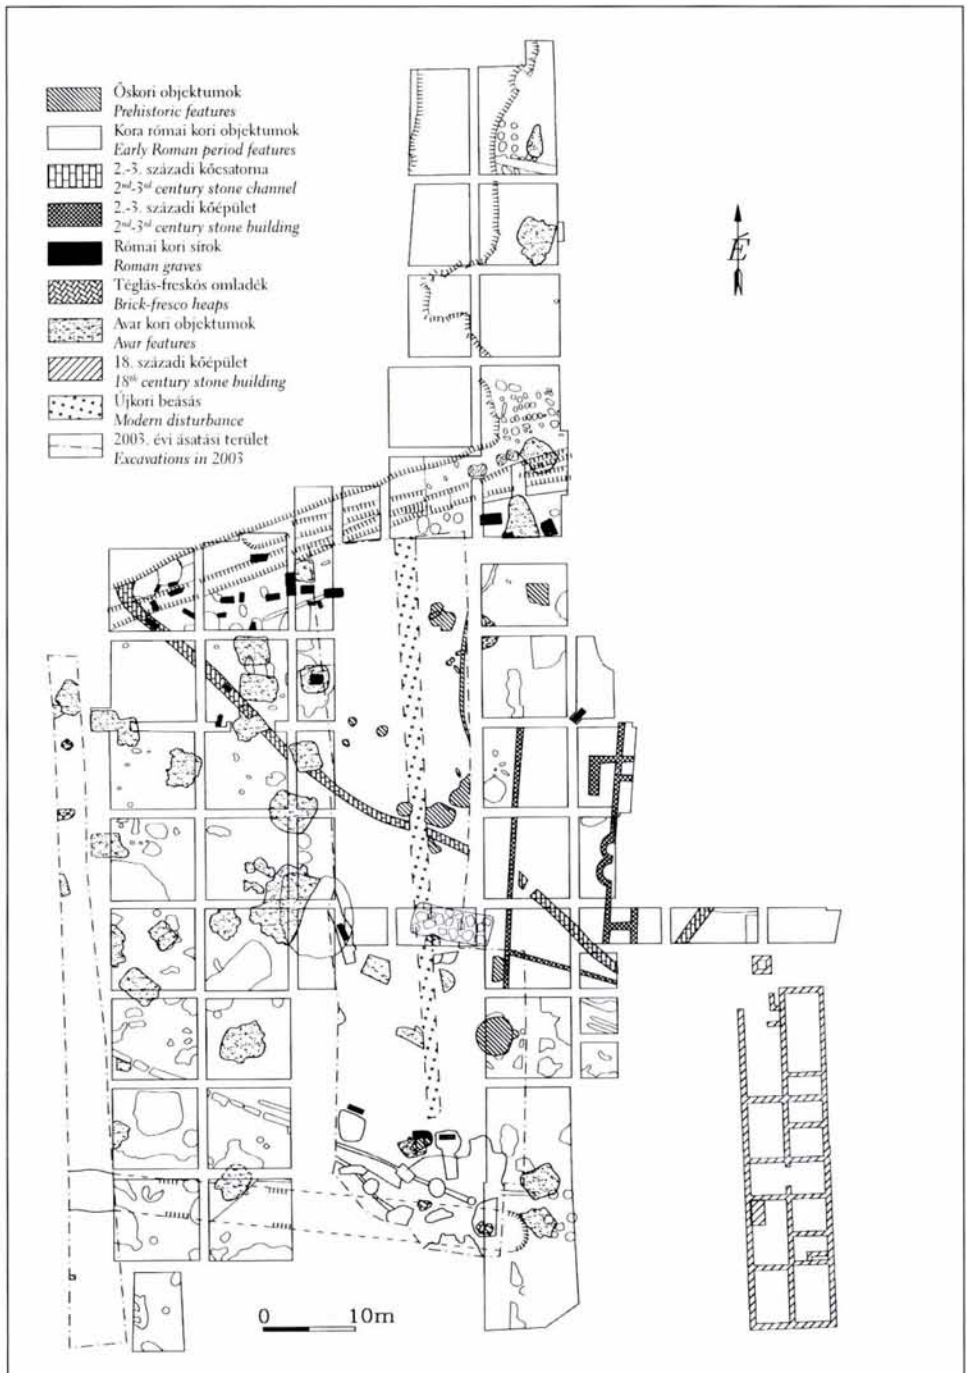 Őskori objektumok
Prehistoric features
Kora római kori objektumok
Early Roman period features
2.-3. századi kőcsatorna
2nd-3rd century stone channel
2.-3. századi kőépület
2nd-3rd century stone building
Római kori sírok
Roman graves
Téglás-freskós omladék
Brick-fresco heaps
Avar kori objektumok
Avar features
18. századi kőépület
18th century stone building
Újkori beásás
Modern disturbance
2003. évi ásatási terület
Excavations in 2003
É
0 10m